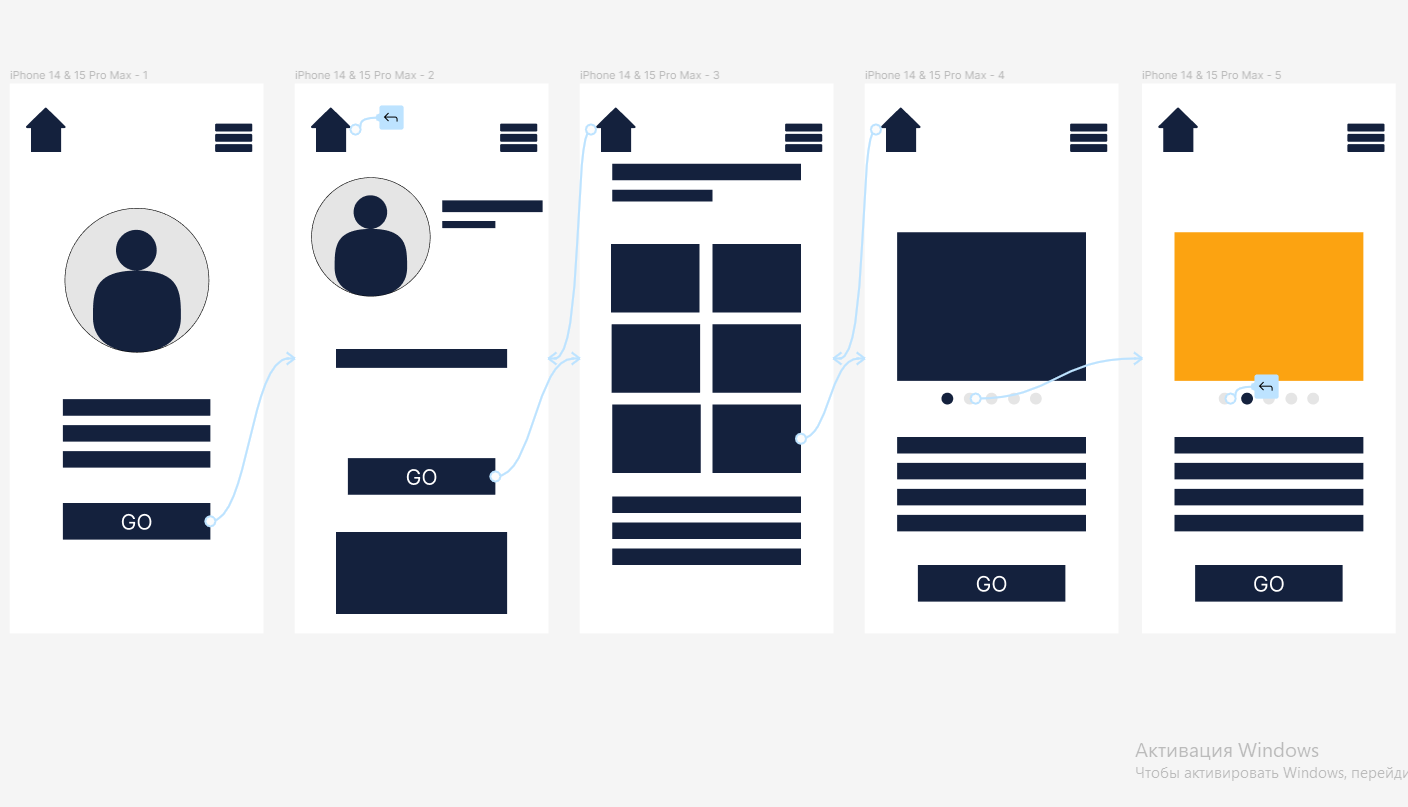 iPhone 14 & 15 Pro Max - 1
iPhone 14 & 15 Pro Max - 2
iPhone 14 & 15 Pro Max - 3
iPhone 14 & 15 Pro Max - 4
iPhone 14 & 15 Pro Max - 5
GO
GO
GO
GO
Активация Windows
Чтобы активировать Windows, перейди